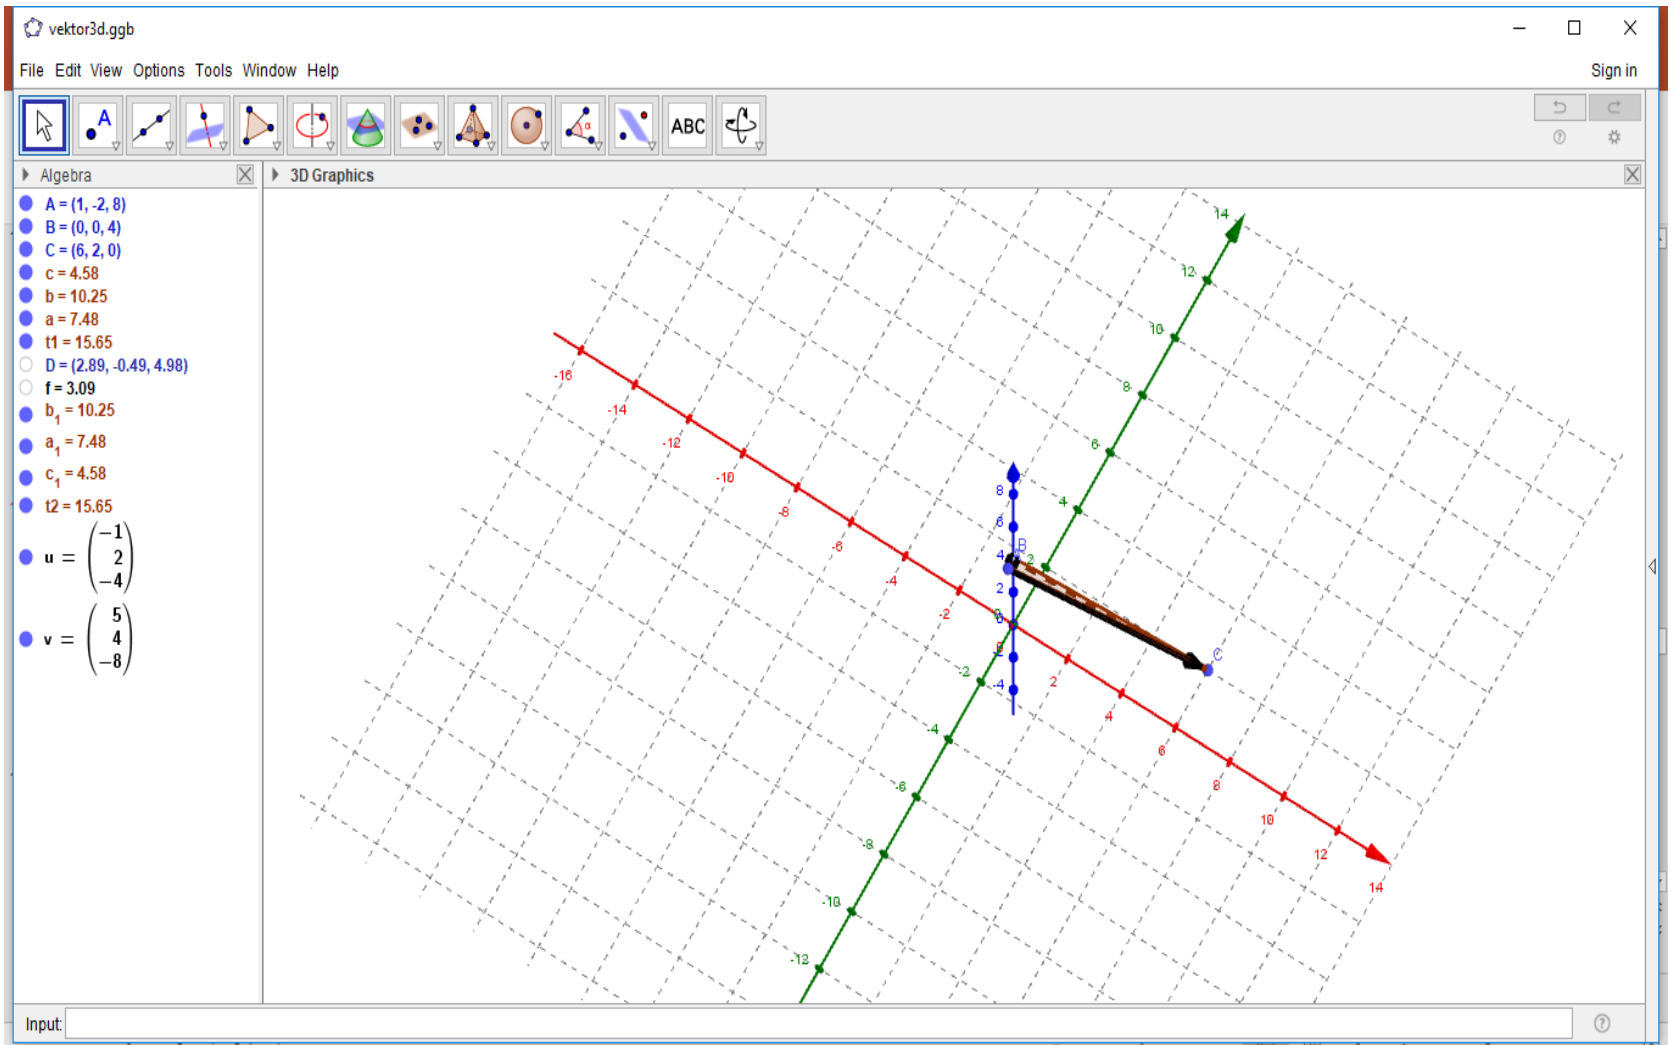 vektor3d.ggb
File Edit View Options Tools Window Help
Sign in
A
α
ABC
Algebra
3D Graphics
A = (1, -2, 8)
B = (0, 0, 4)
C = (6, 2, 0)
c = 4.58
b = 10.25
a = 7.48
t1 = 15.65
D = (2.89, -0.49, 4.98)
f = 3.09
b1 = 10.25
a1 = 7.48
c1 = 4.58
t2 = 15.65
u = (−1
2
−4)
v = (5
4
−8)
14
12
10
8
6
4
2
-2
-4
-6
-8
-10
-12
-16
-14
-12
-10
-8
-6
-4
-2
0
2
4
6
8
10
12
14
8
6
4
2
0
-4
B
C
Input: